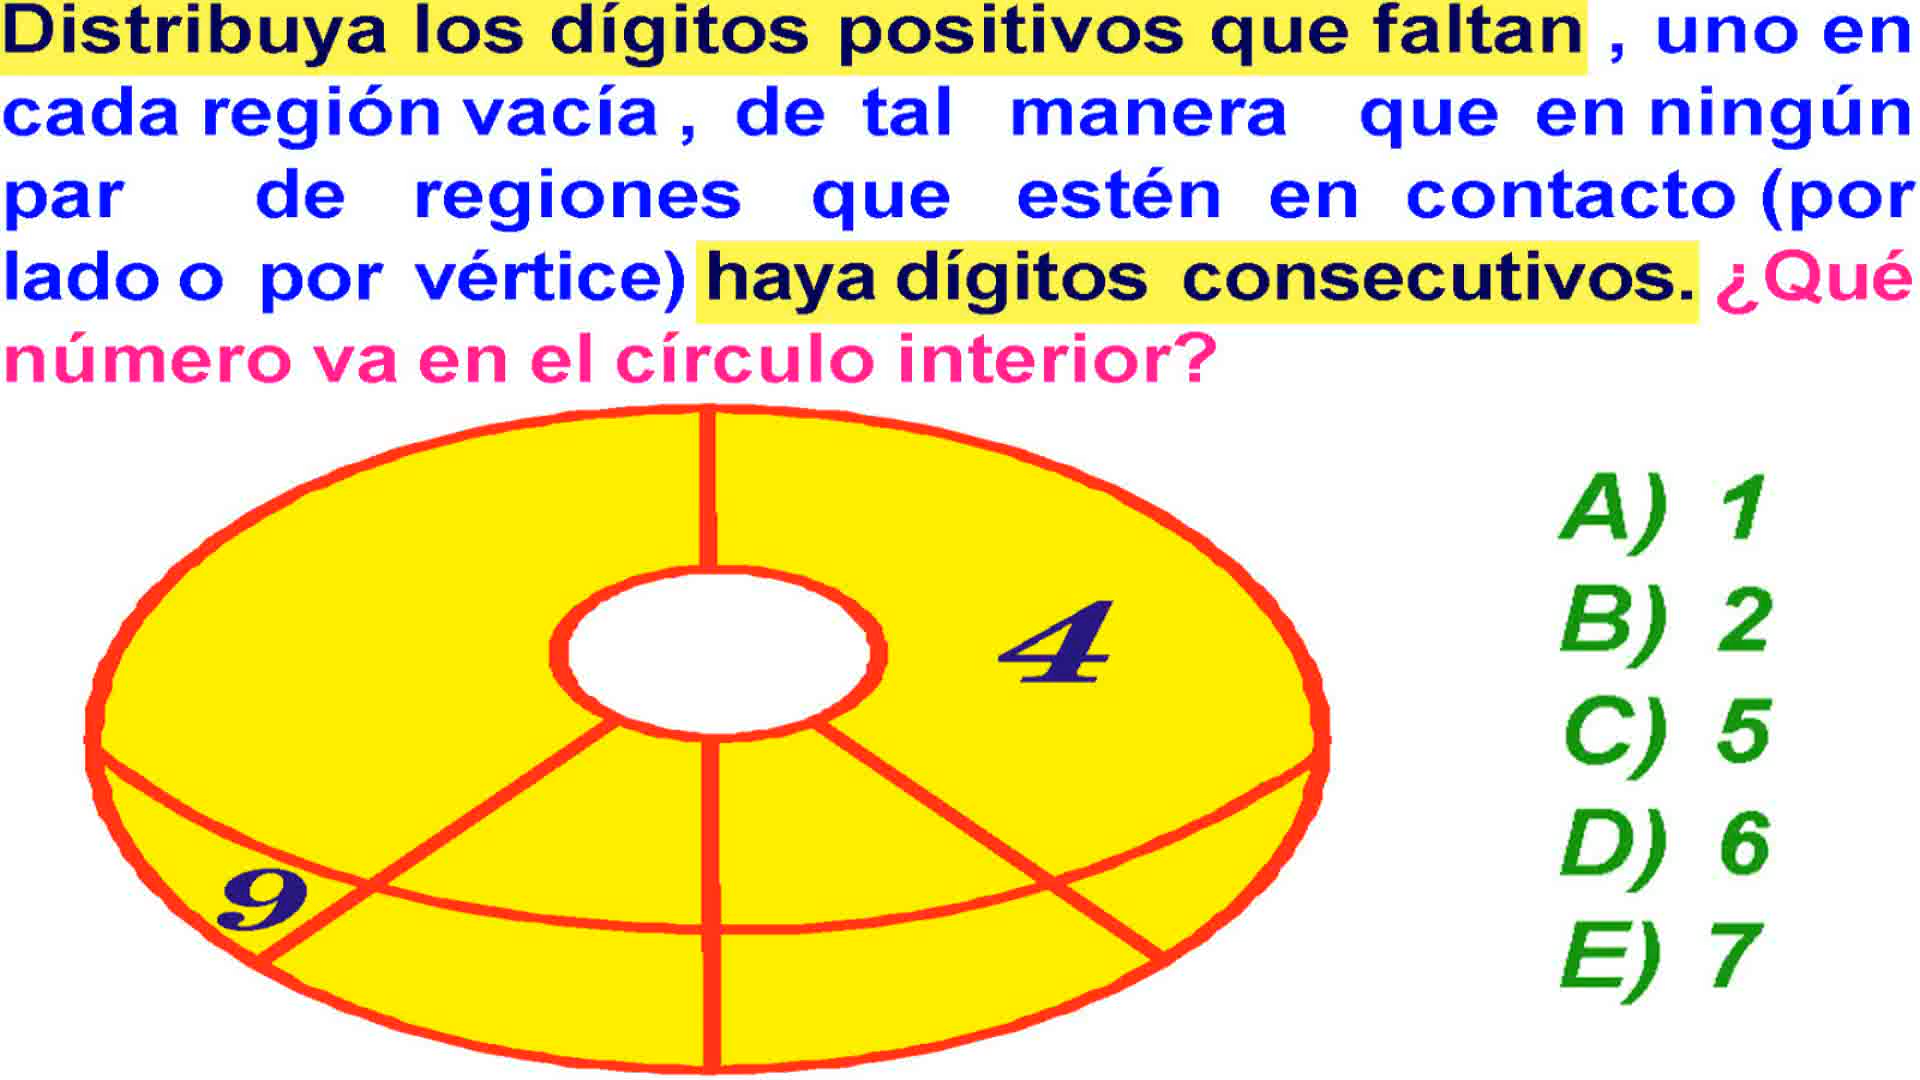 Distribuya los dígitos positivos que faltan , uno en
cada región vacía , de tal manera que en ningún
par de regiones que estén en contacto (por
lado o por vértice) haya dígitos consecutivos. ¿Qué
número va en el círculo interior?
A) 1
4
B) 2
C) 5
D) 6
9
E) 7